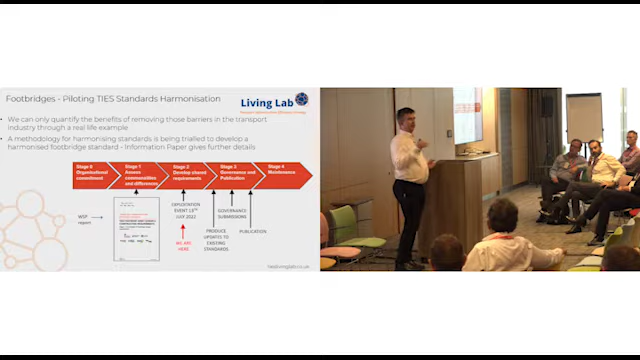 Footbridges - Piloting TIES Standards Harmonisation
Living Lab
We can only quantify the benefits of removing those barriers in the transport
industry through a real life example
A methodology for harmonising standards is being trialled to develop a
harmonised footbridge standard - Information Paper gives further details
Stage 0
Organisational
commitment
Stage 1
Assess
commonalities
and differences
Stage 2
Develop shared
requirements
Stage 3
Governance and
Publication
Stage 4
Maintenance
WSP
report
EXPLOITATION
EVENT 13TH
JULY 2022
WE ARE
HERE
GOVERNANCE
SUBMISSIONS
PRODUCE
UPDATES TO
EXISTING
STANDARDS
PUBLICATION